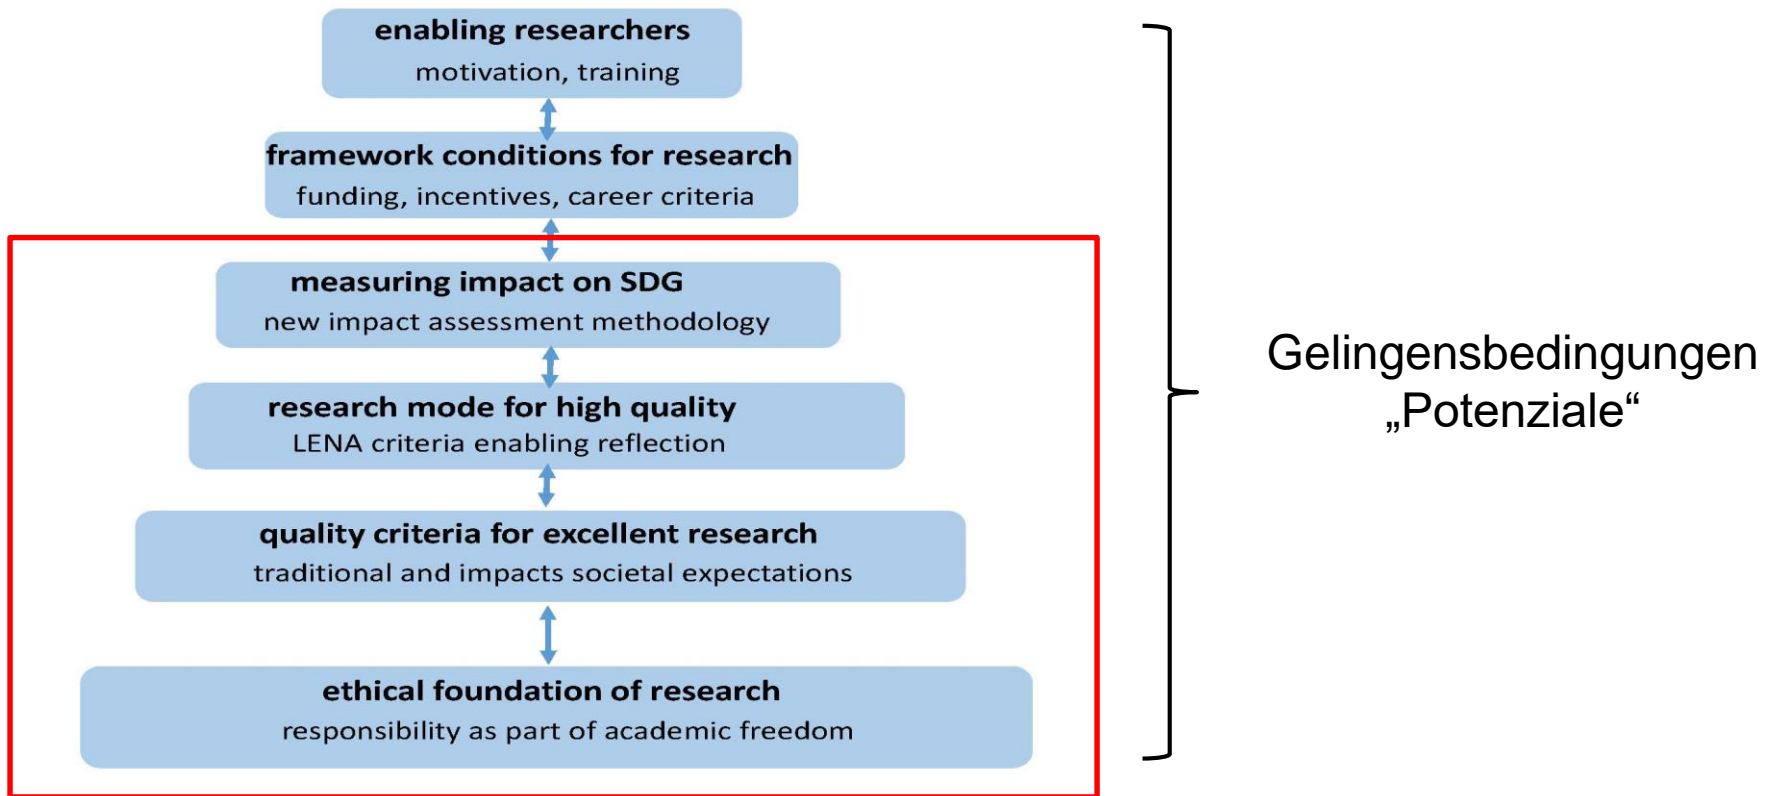 enabling researchers
motivation, training
framework conditions for research
funding, incentives, career criteria
measuring impact on SDG
new impact assessment methodology
research mode for high quality
LENA criteria enabling reflection
quality criteria for excellent research
traditional and impacts societal expectations
ethical foundation of research
responsibility as part of academic freedom
Gelingensbedingungen
„Potenziale“